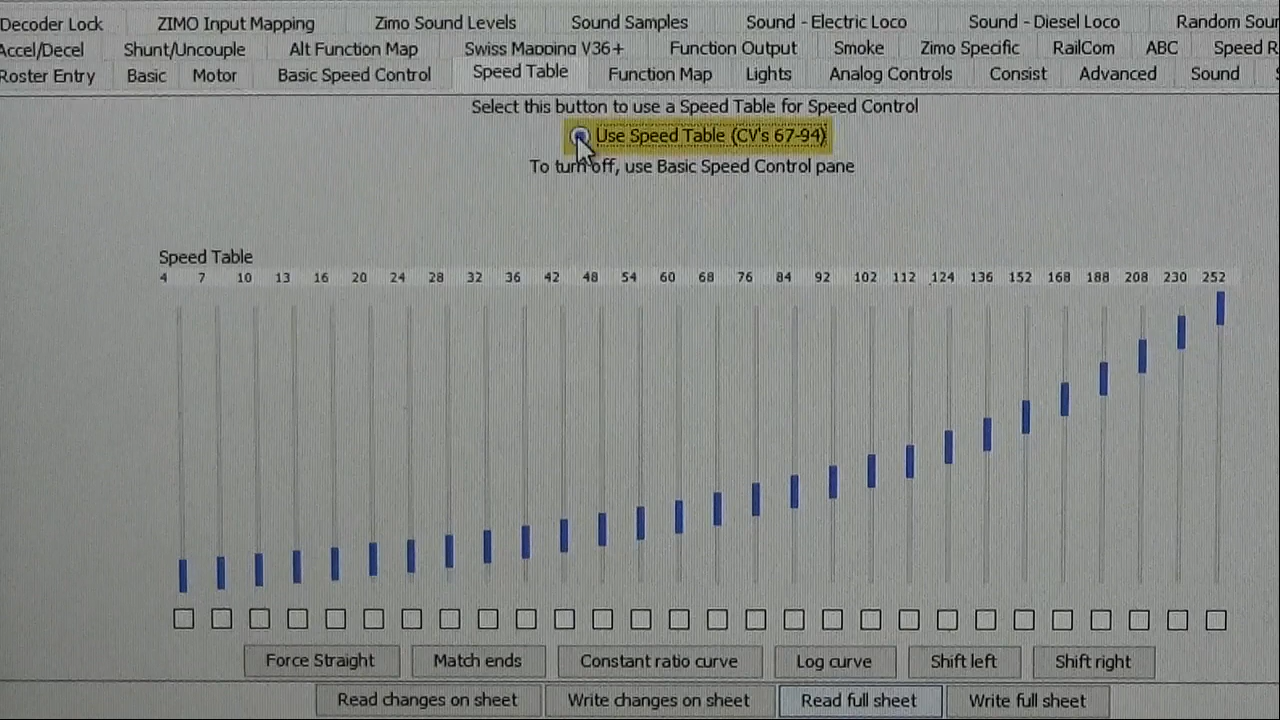 Decoder Lock ZIMO Input Mapping Zimo Sound Levels Sound Samples Sound - Electric Loco Sound - Diesel Loco Random Sou
Accel/Decel Shunt/Uncouple Alt Function Map Swiss Mapping V36+ Function Output Smoke Zimo Specific RailCom ABC Speed R
Roster Entry Basic Motor Basic Speed Control Speed Table Function Map Lights Analog Controls Consist Advanced Sound
Select this button to use a Speed Table for Speed Control
Use Speed Table (CV's 67-94)
To turn off, use Basic Speed Control pane
Speed Table
4 7 10 13 16 20 24 28 32 36 42 48 54 60 68 76 84 92 102 112 124 136 152 168 188 208 230 252
Force Straight Match ends Constant ratio curve Log curve Shift left Shift right
Read changes on sheet Write changes on sheet Read full sheet Write full sheet